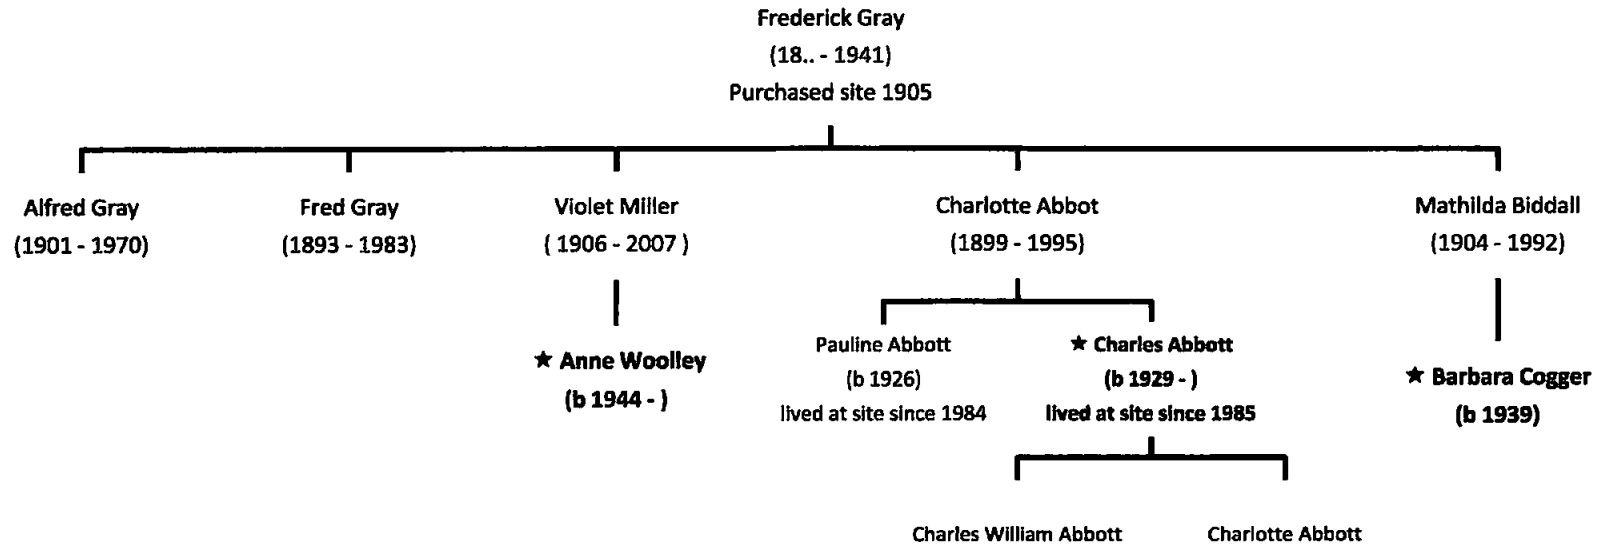 Frederick Gray
(18.. - 1941)
Purchased site 1905
Alfred Gray
(1901 - 1970)
Fred Gray
(1893 - 1983)
Violet Miller
( 1906 - 2007 )
Charlotte Abbot
(1899 - 1995)
Mathilda Biddall
(1904 - 1992)
★ Anne Woolley
(b 1944 - )
Pauline Abbott
(b 1926)
lived at site since 1984
★ Charles Abbott
(b 1929 - )
lived at site since 1985
★ Barbara Cogger
(b 1939)
Charles William Abbott
Charlotte Abbott